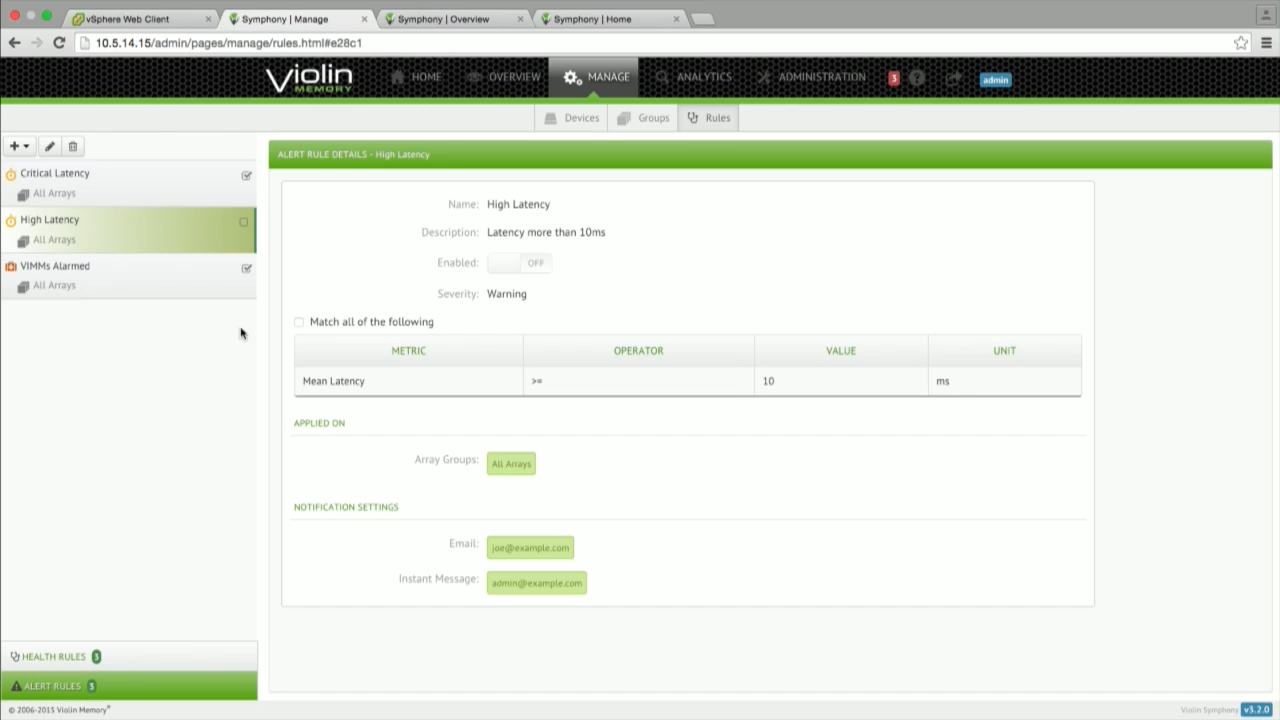 vSphere Web Client
Symphony | Manage
Symphony | Overview
Symphony | Home
10.5.14.15/admin/pages/manage/rules.html#e28c1
VIOLIN MEMORY
HOME
OVERVIEW
MANAGE
ANALYTICS
ADMINISTRATION
3
?
admin
Devices
Groups
Rules
Critical Latency
All Arrays
High Latency
All Arrays
VIMMs Alarmed
All Arrays
ALERT RULE DETAILS - High Latency
Name: High Latency
Description: Latency more than 10ms
Enabled: OFF
Severity: Warning
Match all of the following
METRIC OPERATOR VALUE UNIT
Mean Latency >= 10 ms
APPLIED ON
Array Groups: All Arrays
NOTIFICATION SETTINGS
Email: joe@example.com
Instant Message: admin@example.com
HEALTH RULES 3
ALERT RULES 3
© 2006-2015 Violin Memory®
Violin Symphony v3.2.0